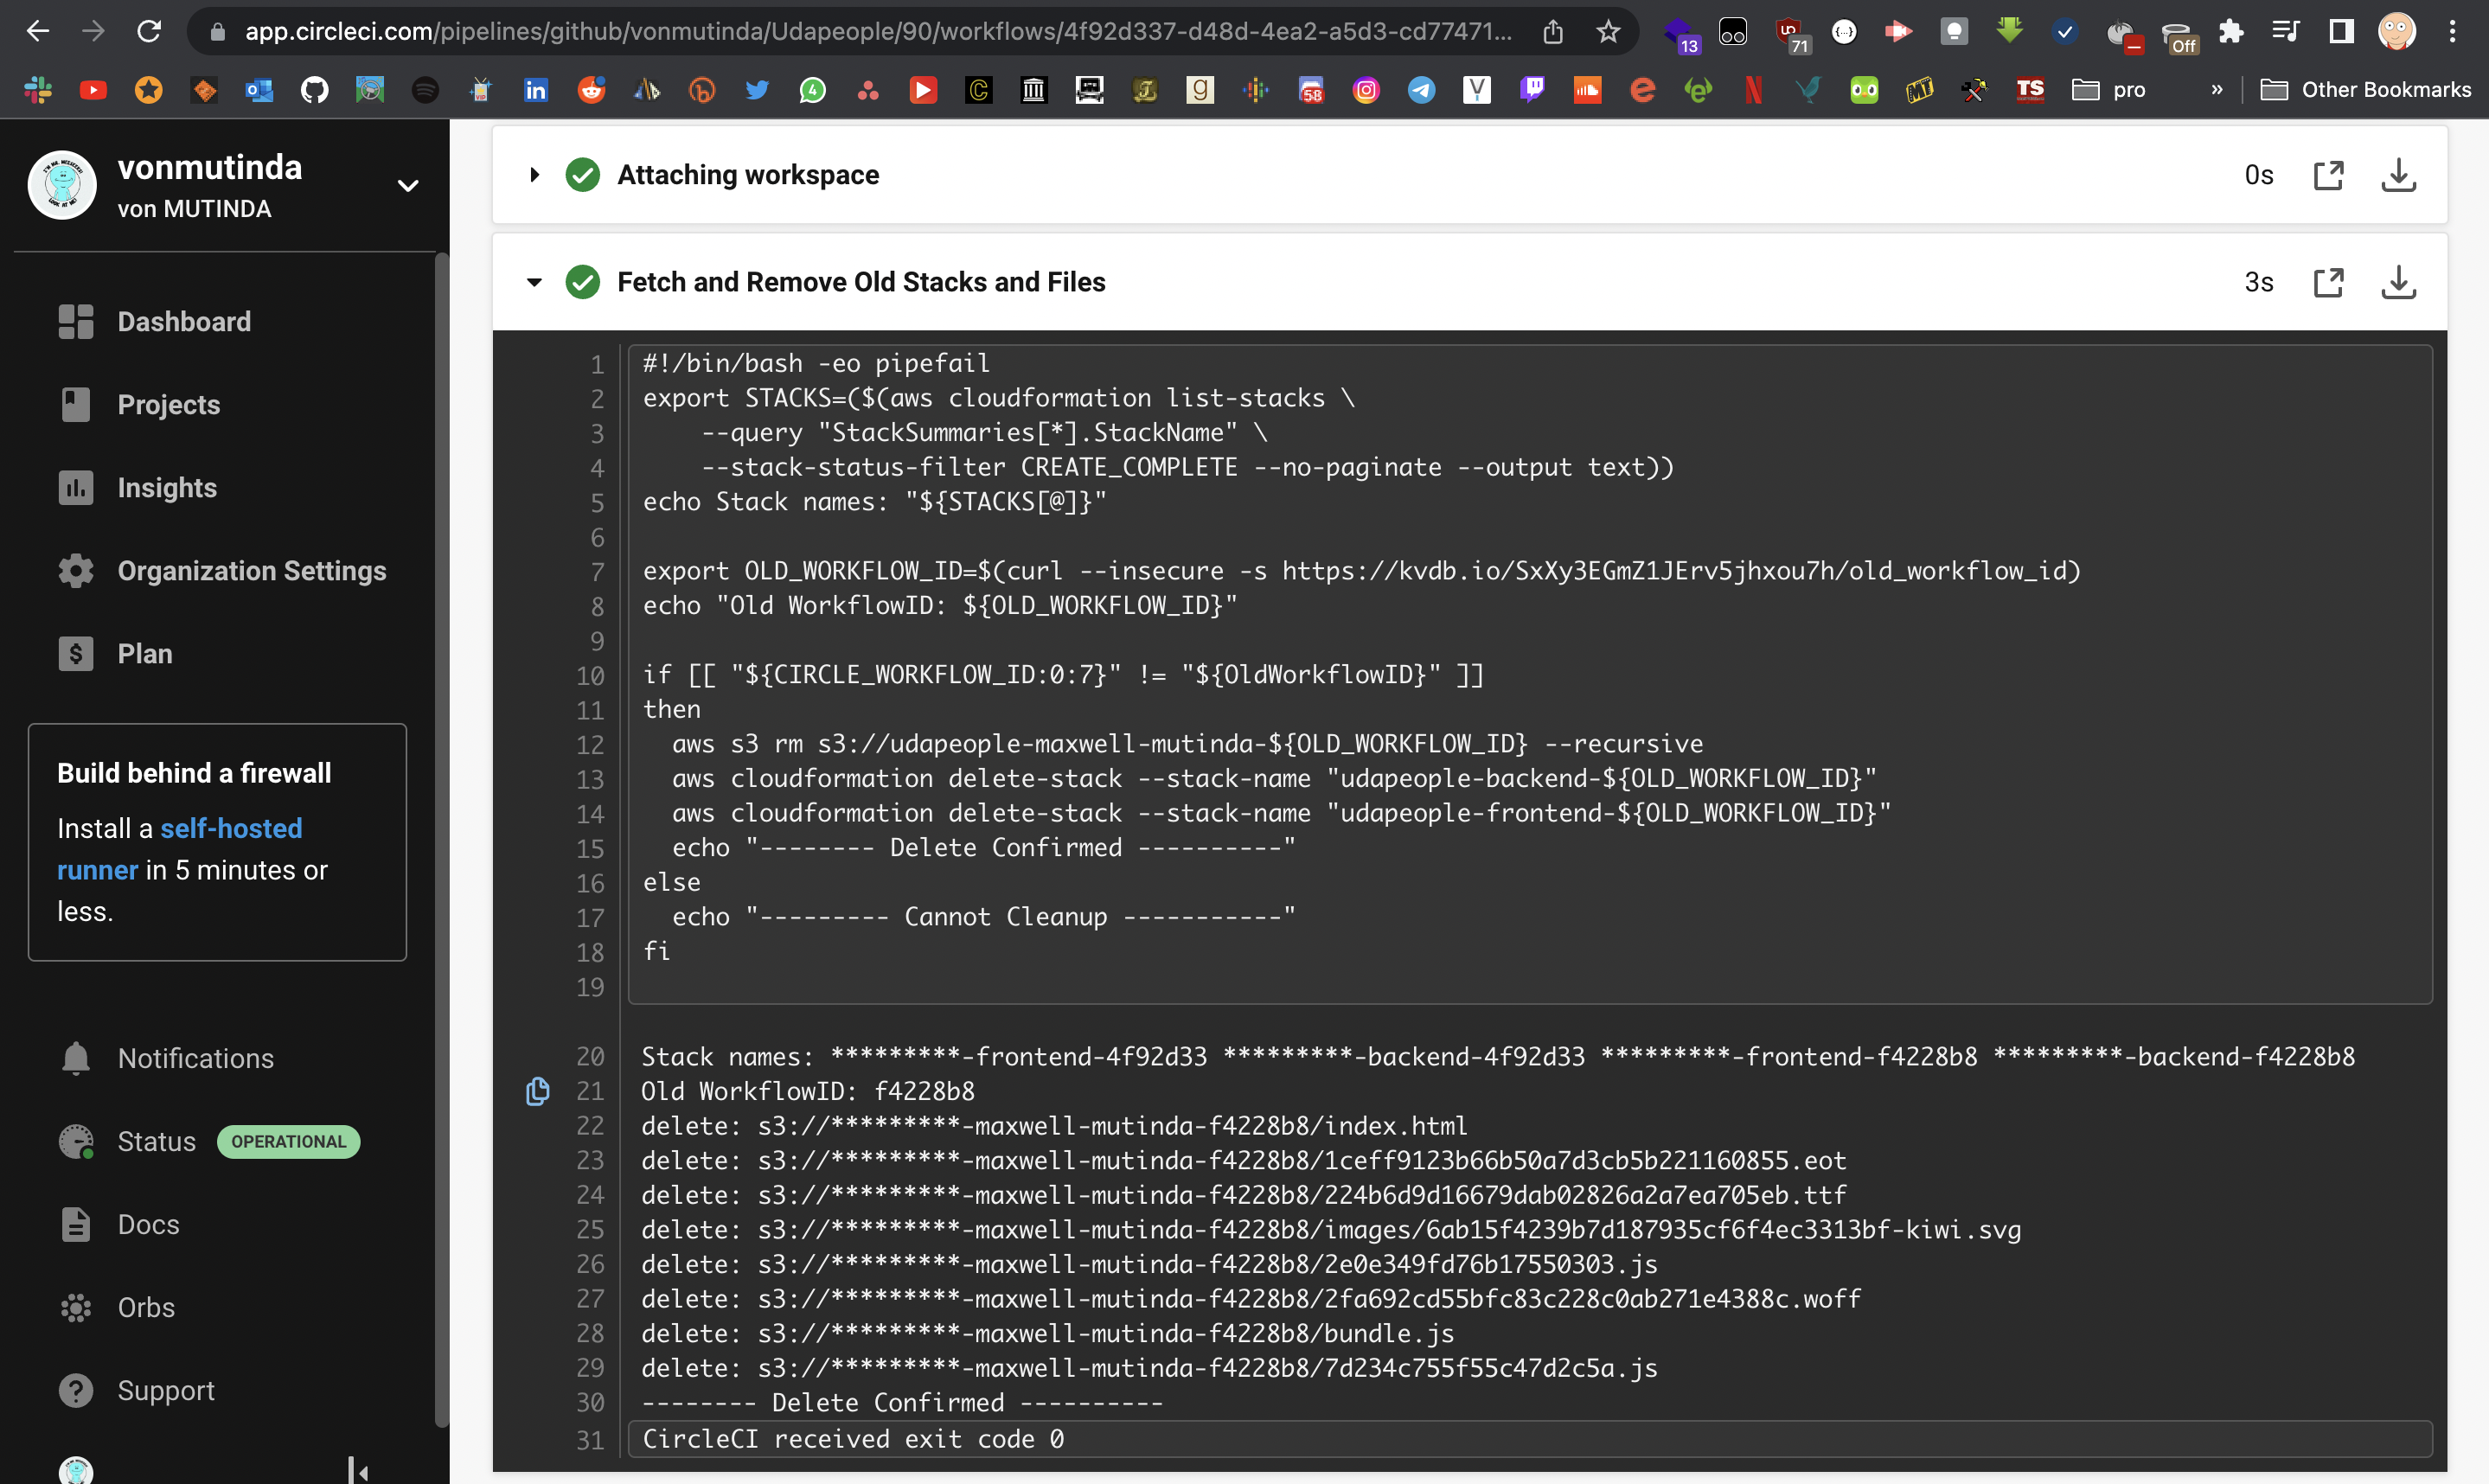 app.circleci.com/pipelines/github/vonmutinda/Udapeople/90/workflows/4f92d337-d48d-4ea2-a5d3-cd77471...
13
71
Off
4
58
TS
pro
»
Other Bookmarks
vonmutinda
von MUTINDA
Dashboard
Projects
Insights
Organization Settings
Plan
Build behind a firewall
Install a self-hosted
runner in 5 minutes or
less.
Notifications
Status OPERATIONAL
Docs
Orbs
Support
Attaching workspace 0s
Fetch and Remove Old Stacks and Files 3s
1 #!/bin/bash -eo pipefail
2 export STACKS=($(aws cloudformation list-stacks \
3 --query "StackSummaries[*].StackName" \
4 --stack-status-filter CREATE_COMPLETE --no-paginate --output text))
5 echo Stack names: "${STACKS[@]}"
6
7 export OLD_WORKFLOW_ID=$(curl --insecure -s https://kvdb.io/SxXy3EGmZ1JErv5jhxou7h/old_workflow_id)
8 echo "Old WorkflowID: ${OLD_WORKFLOW_ID}"
9
10 if [[ "${CIRCLE_WORKFLOW_ID:0:7}" != "${OldWorkflowID}" ]]
11 then
12 aws s3 rm s3://udapeople-maxwell-mutinda-${OLD_WORKFLOW_ID} --recursive
13 aws cloudformation delete-stack --stack-name "udapeople-backend-${OLD_WORKFLOW_ID}"
14 aws cloudformation delete-stack --stack-name "udapeople-frontend-${OLD_WORKFLOW_ID}"
15 echo "-------- Delete Confirmed ----------"
16 else
17 echo "--------- Cannot Cleanup -----------"
18 fi
19
20 Stack names: *********-frontend-4f92d33 *********-backend-4f92d33 *********-frontend-f4228b8 *********-backend-f4228b8
21 Old WorkflowID: f4228b8
22 delete: s3://*********-maxwell-mutinda-f4228b8/index.html
23 delete: s3://*********-maxwell-mutinda-f4228b8/1ceff9123b66b50a7d3cb5b221160855.eot
24 delete: s3://*********-maxwell-mutinda-f4228b8/224b6d9d16679dab02826a2a7ea705eb.ttf
25 delete: s3://*********-maxwell-mutinda-f4228b8/images/6ab15f4239b7d187935cf6f4ec3313bf-kiwi.svg
26 delete: s3://*********-maxwell-mutinda-f4228b8/2e0e349fd76b17550303.js
27 delete: s3://*********-maxwell-mutinda-f4228b8/2fa692cd55bfc83c228c0ab271e4388c.woff
28 delete: s3://*********-maxwell-mutinda-f4228b8/bundle.js
29 delete: s3://*********-maxwell-mutinda-f4228b8/7d234c755f55c47d2c5a.js
30 -------- Delete Confirmed ----------
31 CircleCI received exit code 0